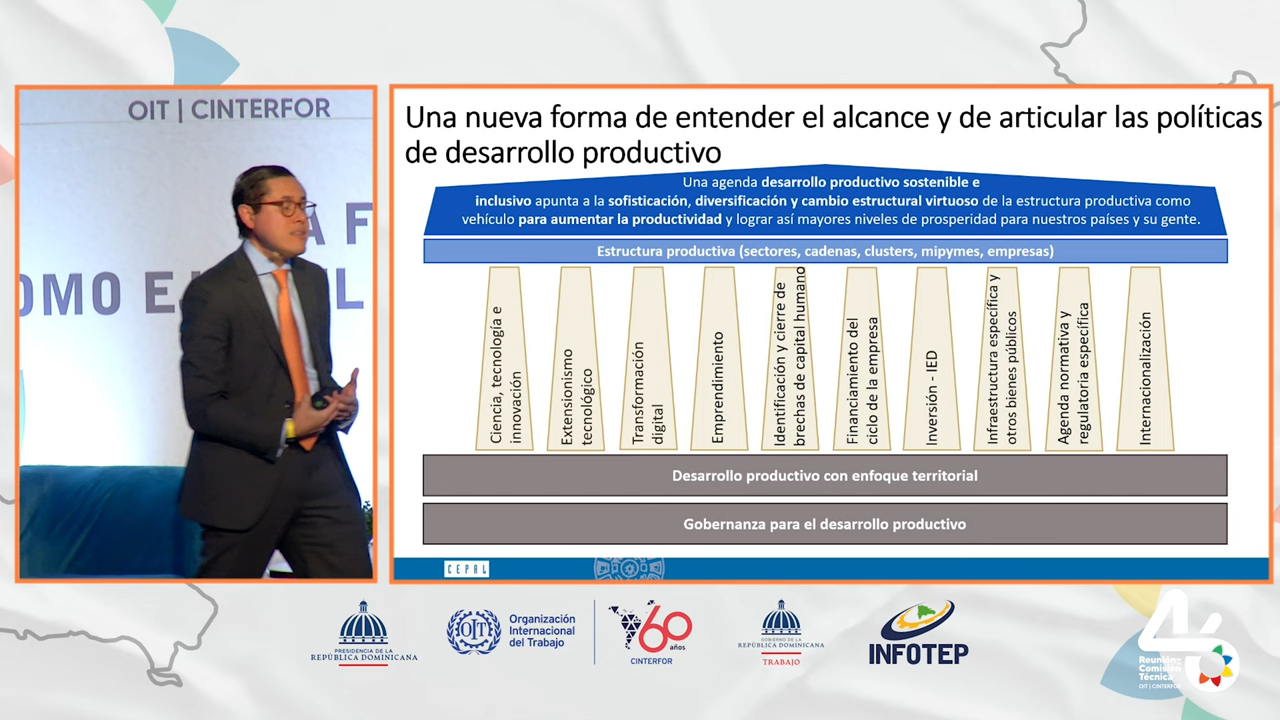 OIT | CINTERFOR
A F
OMO E
L
Una nueva forma de entender el alcance y de articular las políticas
de desarrollo productivo
Una agenda desarrollo productivo sostenible e
inclusivo apunta a la sofisticación, diversificación y cambio estructural virtuoso de la estructura productiva como
vehículo para aumentar la productividad y lograr así mayores niveles de prosperidad para nuestros países y su gente.
Estructura productiva (sectores, cadenas, clusters, mipymes, empresas)
Ciencia, tecnología e
innovación
Extensionismo
tecnológico
Transformación
digital
Emprendimiento
Identificación y cierre de
brechas de capital humano
Financiamiento del
ciclo de la empresa
Inversión - IED
Infraestructura específica y
otros bienes públicos
Agenda normativa y
regulatoria específica
Internacionalización
Desarrollo productivo con enfoque territorial
Gobernanza para el desarrollo productivo
CEPAL
PRESIDENCIA DE LA
REPÚBLICA DOMINICANA
OIT
Organización
Internacional
del Trabajo
60
años
CINTERFOR
GOBIERNO DE LA
REPÚBLICA DOMINICANA
TRABAJO
INFOTEP
46
Reunión
Comisión
Técnica
OIT | CINTERFOR